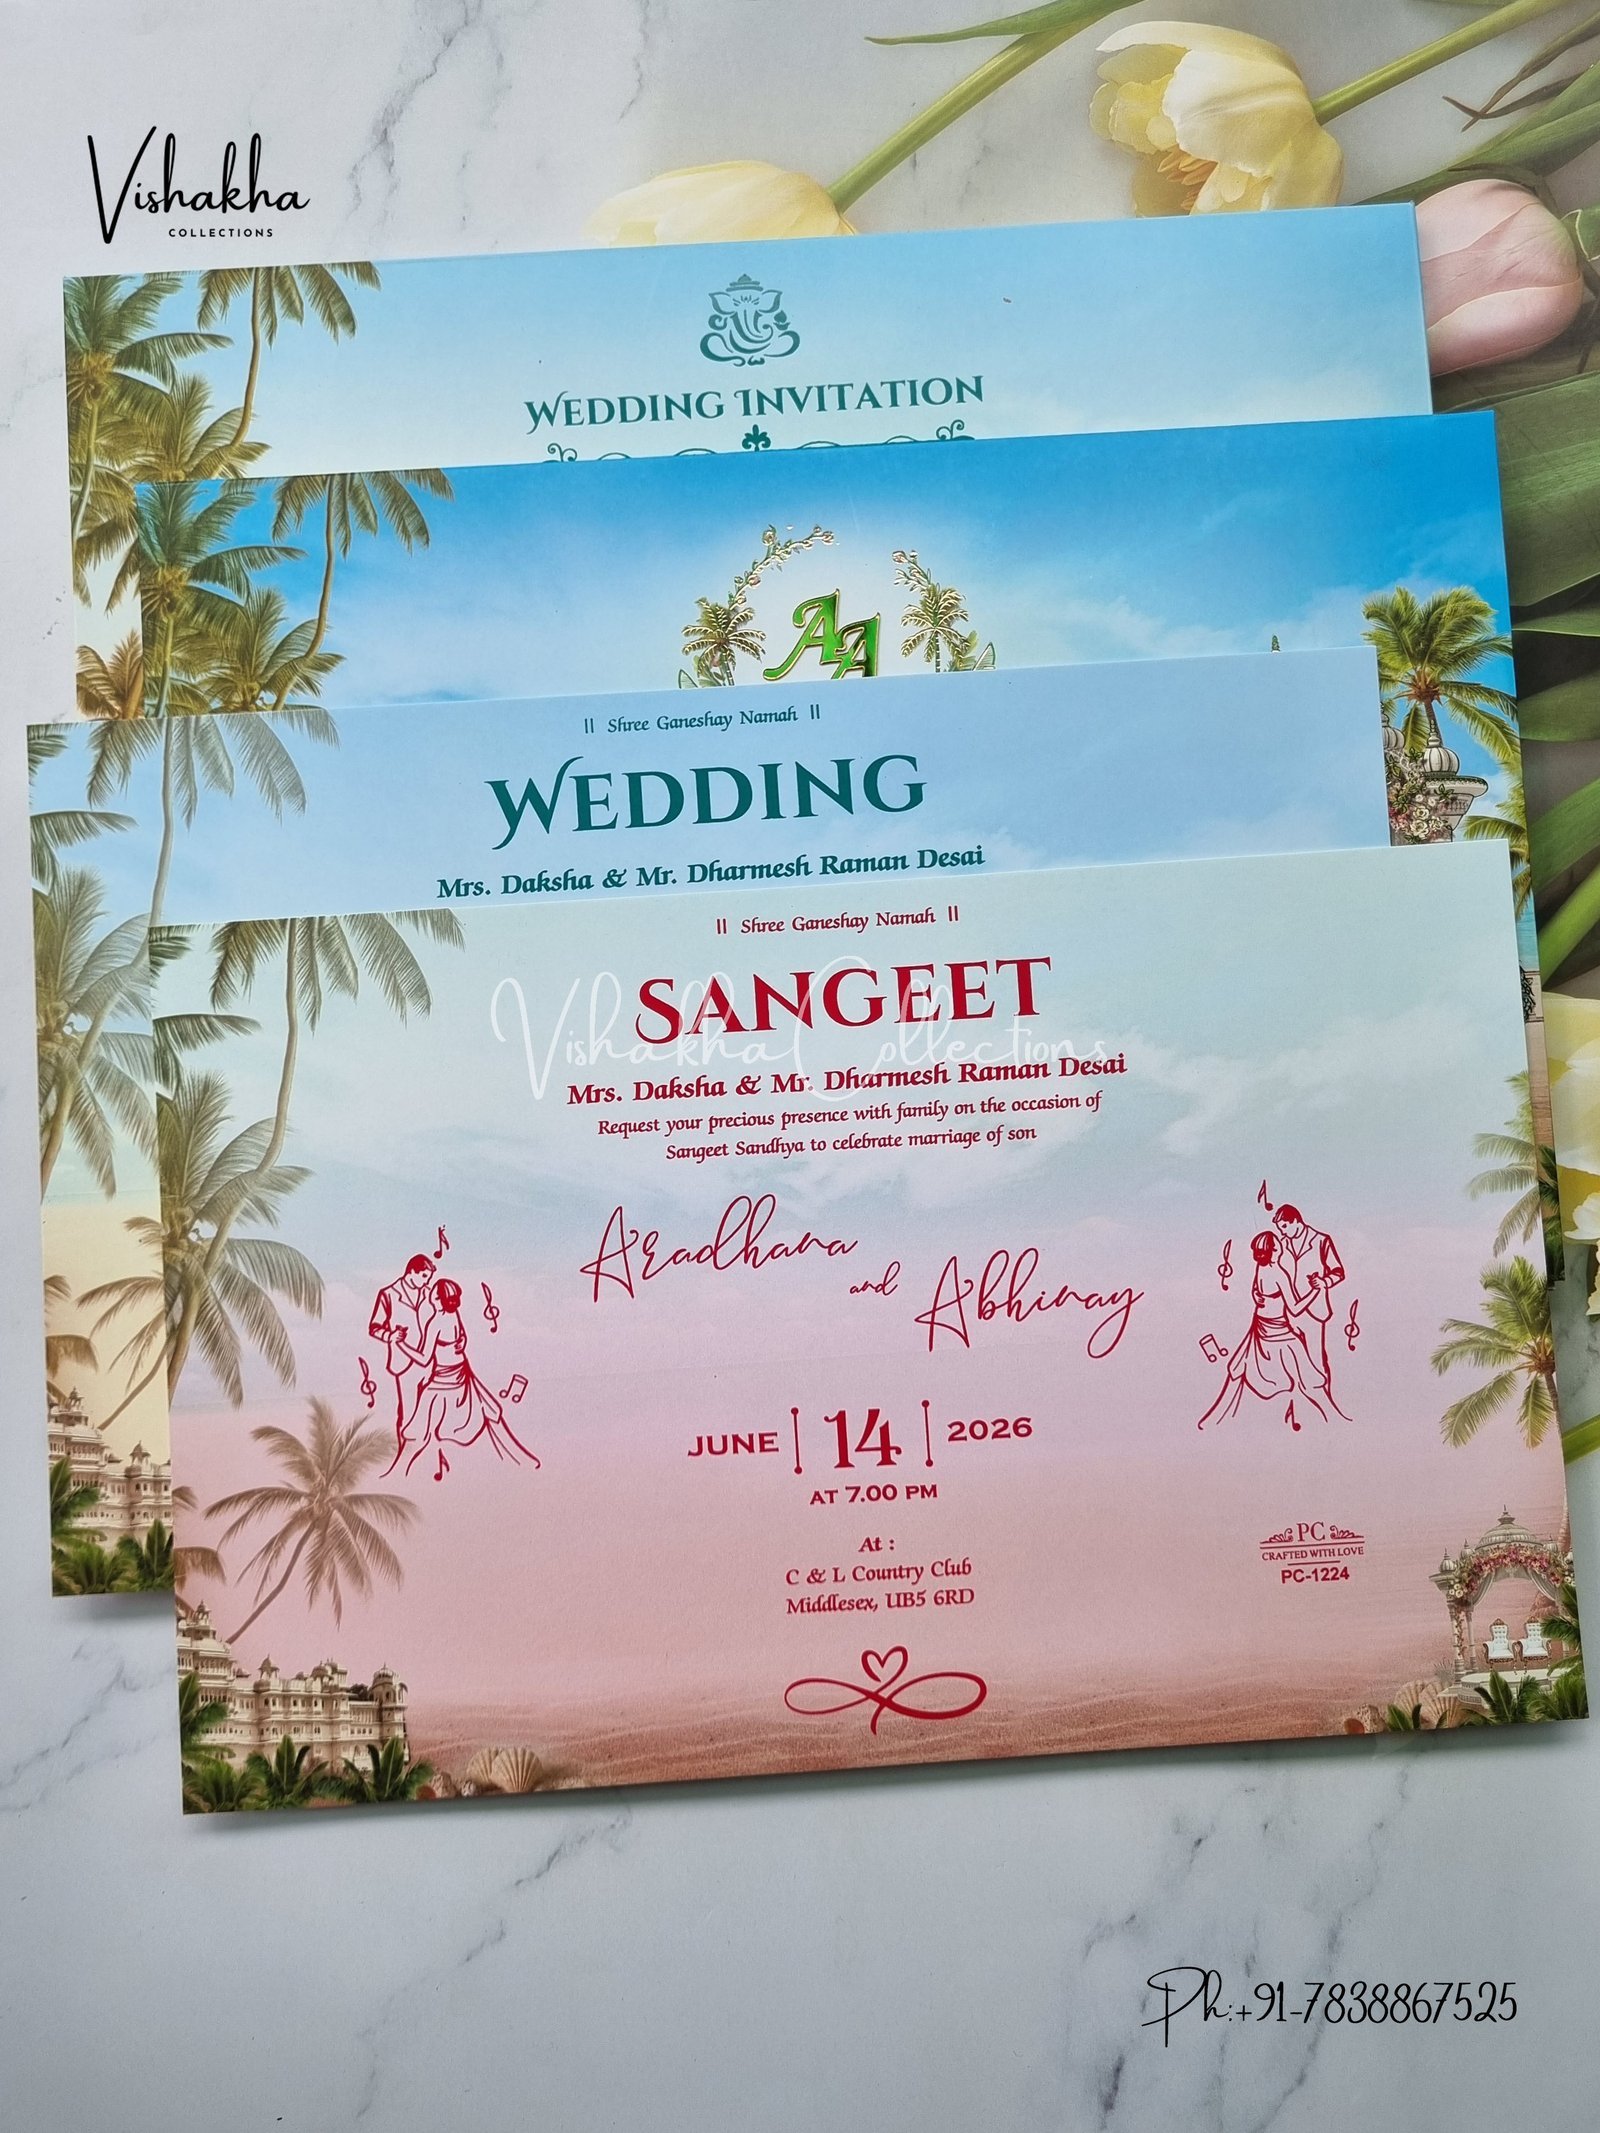 Vishakha
COLLECTIONS
WEDDING INVITATION
AA
|| Shree Ganeshay Namah ||
WEDDING
Mrs. Daksha & Mr. Dharmesh Raman Desai
|| Shree Ganeshay Namah ||
SANGEET
Vishakha Collections
Mrs. Daksha & Mr. Dharmesh Raman Desai
Request your precious presence with family on the occasion of
Sangeet Sandhya to celebrate marriage of son
Aradhana
and Abhinay
JUNE | 14 | 2026
AT 7.00 PM
At :
C & L Country Club
Middlesex, UB5 6RD
PC
CRAFTED WITH LOVE
PC-1224
Ph:+91-7838867525